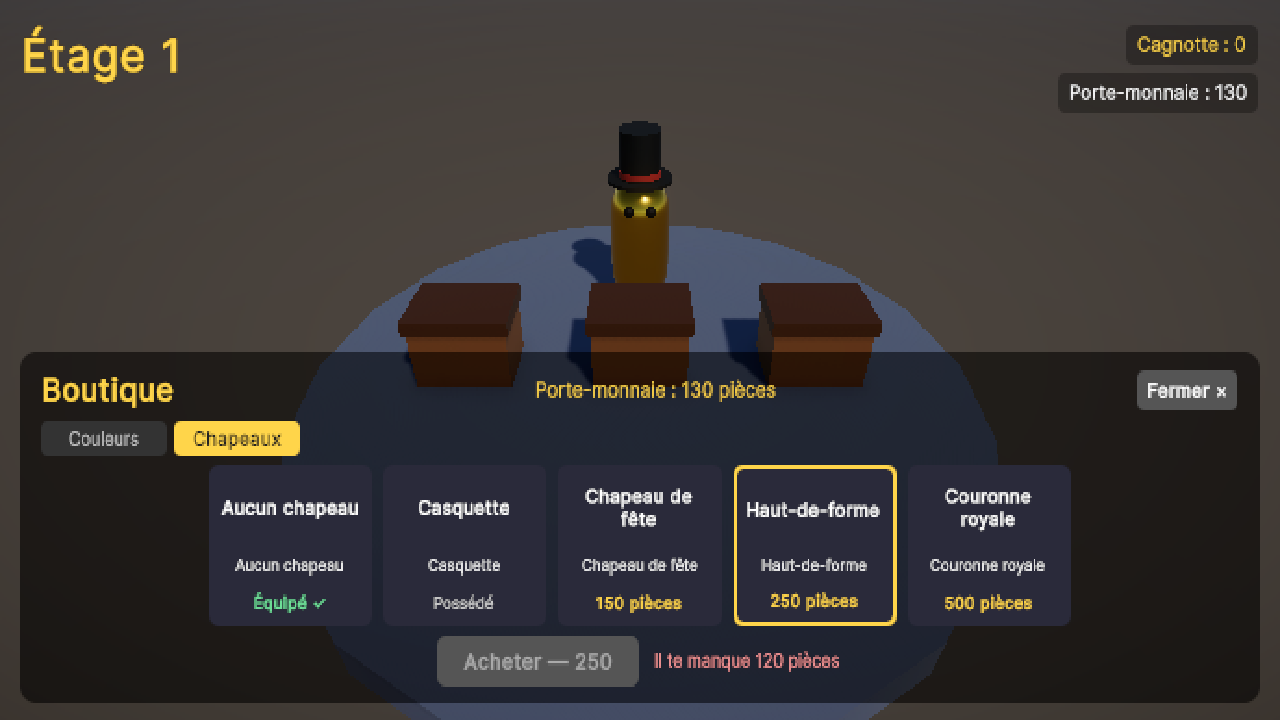 Étage 1
Cagnotte : 0
Porte-monnaie : 130
Boutique
Porte-monnaie : 130 pièces
Fermer ×
Couleurs
Chapeaux
Aucun chapeau
Aucun chapeau
Équipé ✓
Casquette
Casquette
Possédé
Chapeau de
fête
Chapeau de fête
150 pièces
Haut-de-forme
Haut-de-forme
250 pièces
Couronne
royale
Couronne royale
500 pièces
Acheter — 250
Il te manque 120 pièces